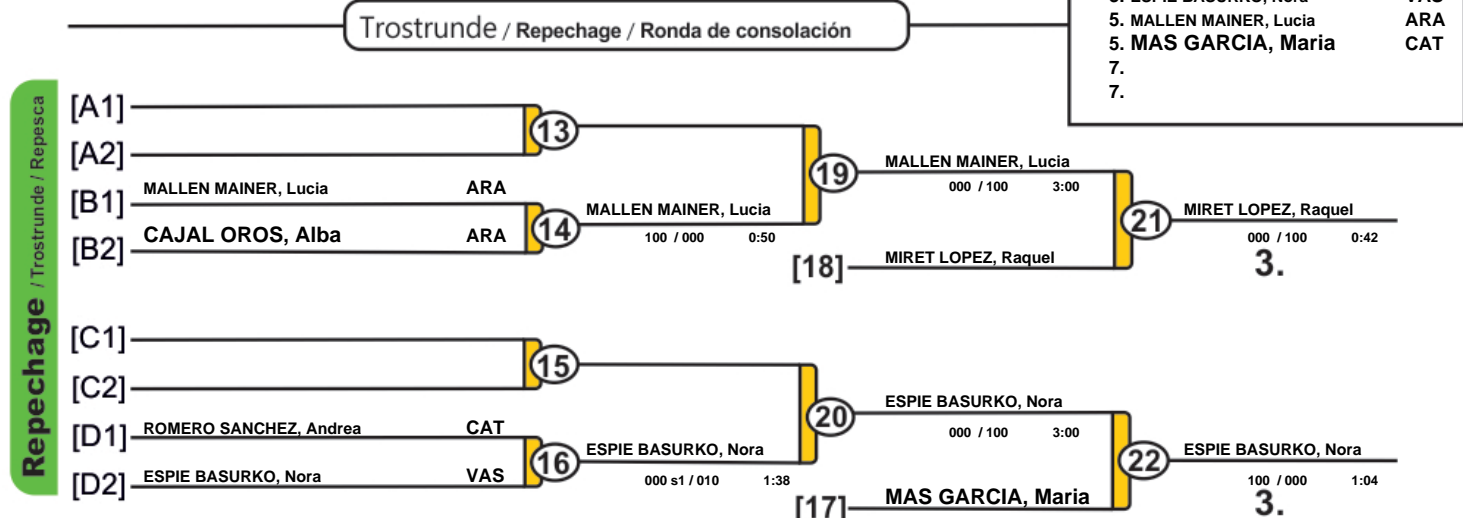 Trostrunde / Repechage / Ronda de consolación
5. MALLEN MAINER, Lucia ARA
5. MAS GARCIA, Maria CAT
7.
7.
Repechage / Trostrunde / Repesca
[A1]
13
[A2]
19
MALLEN MAINER, Lucia
000 / 100 3:00
[B1] MALLEN MAINER, Lucia ARA
14
MALLEN MAINER, Lucia
100 / 000 0:50
21
MIRET LOPEZ, Raquel
000 / 100 0:42
3.
[B2] CAJAL OROS, Alba ARA
[18] MIRET LOPEZ, Raquel
[C1]
15
[C2]
20
ESPIE BASURKO, Nora
000 / 100 3:00
[D1] ROMERO SANCHEZ, Andrea CAT
16
ESPIE BASURKO, Nora
000 s1 / 010 1:38
22
ESPIE BASURKO, Nora
100 / 000 1:04
3.
[D2] ESPIE BASURKO, Nora VAS
[17] MAS GARCIA, Maria